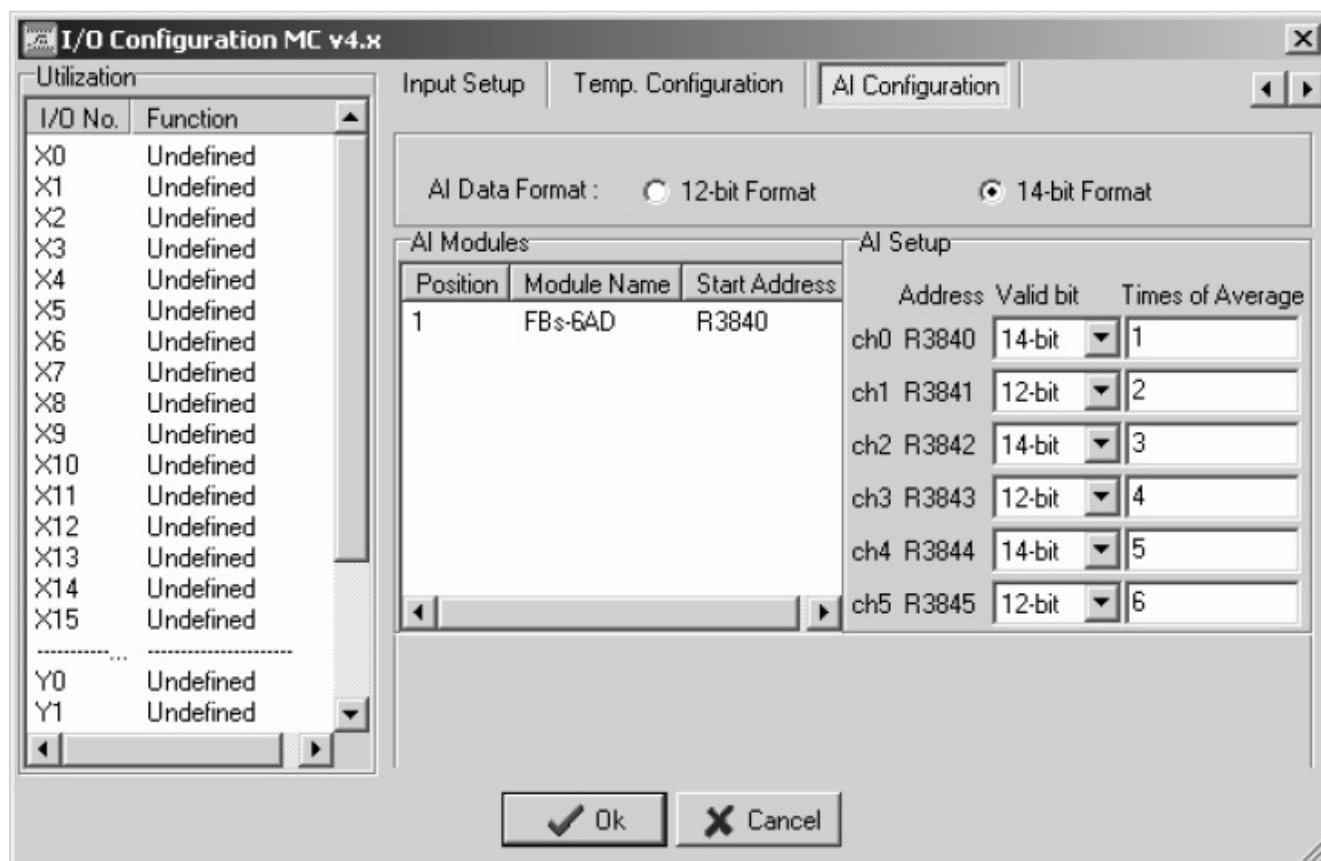 I/O Configuration MC v4.x
Utilization
I/O No. Function
X0 Undefined
X1 Undefined
X2 Undefined
X3 Undefined
X4 Undefined
X5 Undefined
X6 Undefined
X7 Undefined
X8 Undefined
X9 Undefined
X10 Undefined
X11 Undefined
X12 Undefined
X13 Undefined
X14 Undefined
X15 Undefined
-----------... ----------------------
Y0 Undefined
Y1 Undefined
Input Setup Temp. Configuration AI Configuration
AI Data Format : 12-bit Format 14-bit Format
AI Modules
Position Module Name Start Address
1 FBs-6AD R3840
AI Setup
Address Valid bit Times of Average
ch0 R3840 14-bit 1
ch1 R3841 12-bit 2
ch2 R3842 14-bit 3
ch3 R3843 12-bit 4
ch4 R3844 14-bit 5
ch5 R3845 12-bit 6
Ok Cancel